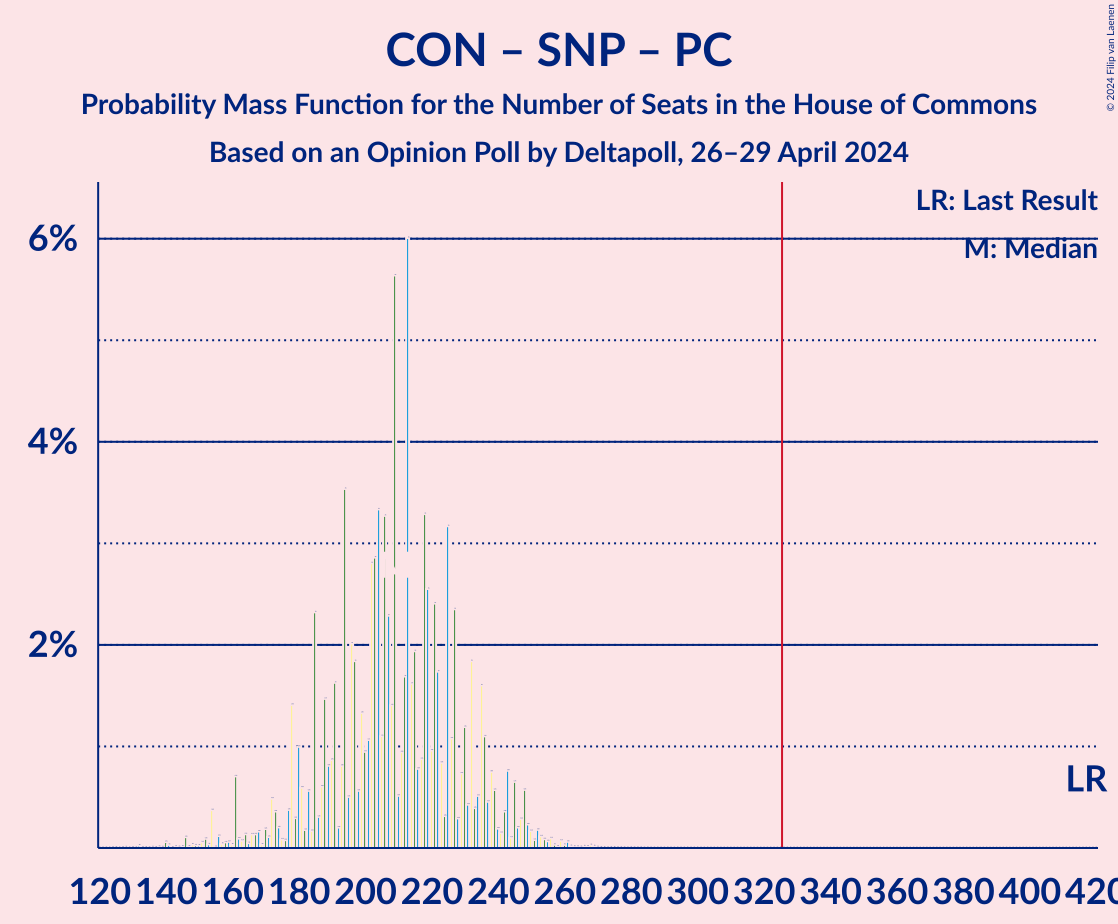 CON – SNP – PC
Probability Mass Function for the Number of Seats in the House of Commons
Based on an Opinion Poll by Deltapoll, 26–29 April 2024
© 2024 Filip van Laenen
LR: Last Result
M: Median
6%
4%
2%
LR
120 140 160 180 200 220 240 260 280 300 320 340 360 380 400 420